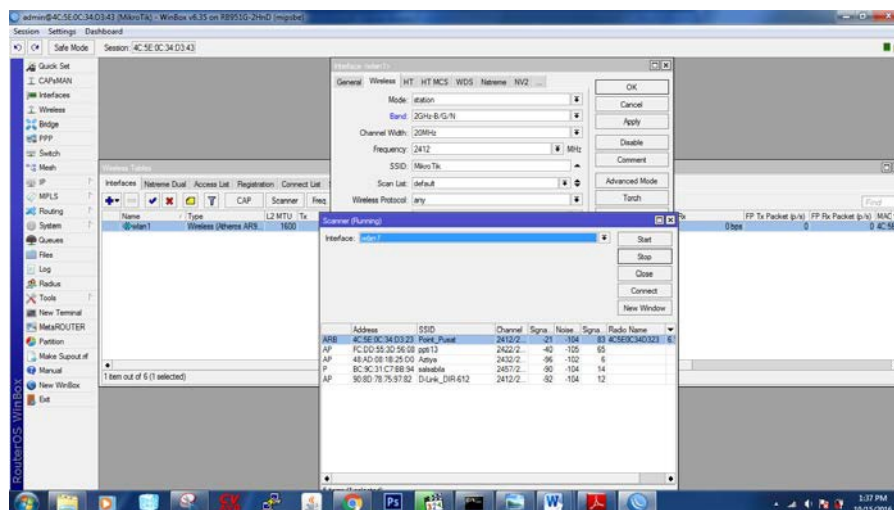 admin@4C:5E:0C:34:D3:43 (MikroTik) - WinBox v6.35 on RB951G-2HnD (mipsbe)
Session Settings Dashboard
Safe Mode Session: 4C:5E:0C:34:D3:43
Quick Set
CAPsMAN
Interfaces
Wireless
Bridge
PPP
Switch
Mesh
IP
MPLS
Routing
System
Queues
Files
Log
Radius
Tools
New Terminal
MetaROUTER
Partition
Make Supout.rif
Manual
New WinBox
Exit
RouterOS WinBox
Interface <wlan1>
General Wireless HT HT MCS WDS Nstreme NV2 ...
Mode: station
Band: 2GHz-B/G/N
Channel Width: 20MHz
Frequency: 2412 MHz
SSID: MikroTik
Scan List: default
Wireless Protocol: any
OK
Cancel
Apply
Disable
Comment
Advanced Mode
Torch
Wireless Tables
Interfaces Nstreme Dual Access List Registration Connect List
CAP Scanner Freq. Find
Name Type L2 MTU Tx Rx FP Tx Packet (p/s) FP Rx Packet (p/s) MAC
wlan1 Wireless (Atheros AR9... 1600 0 bps 0 0 4C:5E
1 item out of 6 (1 selected)
Scanner (Running)
Interface: wlan1
Start
Stop
Close
Connect
New Window
Address SSID Channel Signa... Noise... Signa... Radio Name
ARB 4C:5E:0C:34:D3:23 Point_Pusat 2412/2... -21 -104 83 4C5E0C34D323
AP FC:DD:55:3D:56:08 ppti13 2422/2... -40 -105 65
AP 48:AD:08:18:25:D0 2432/2... -96 -102 6
P BC:9C:31:C7:8B:94 salsabila 2457/2... -90 -104 14
AP 90:8D:78:75:97:82 D-Link_DIR-612 2412/2... -92 -104 12
1:37 PM